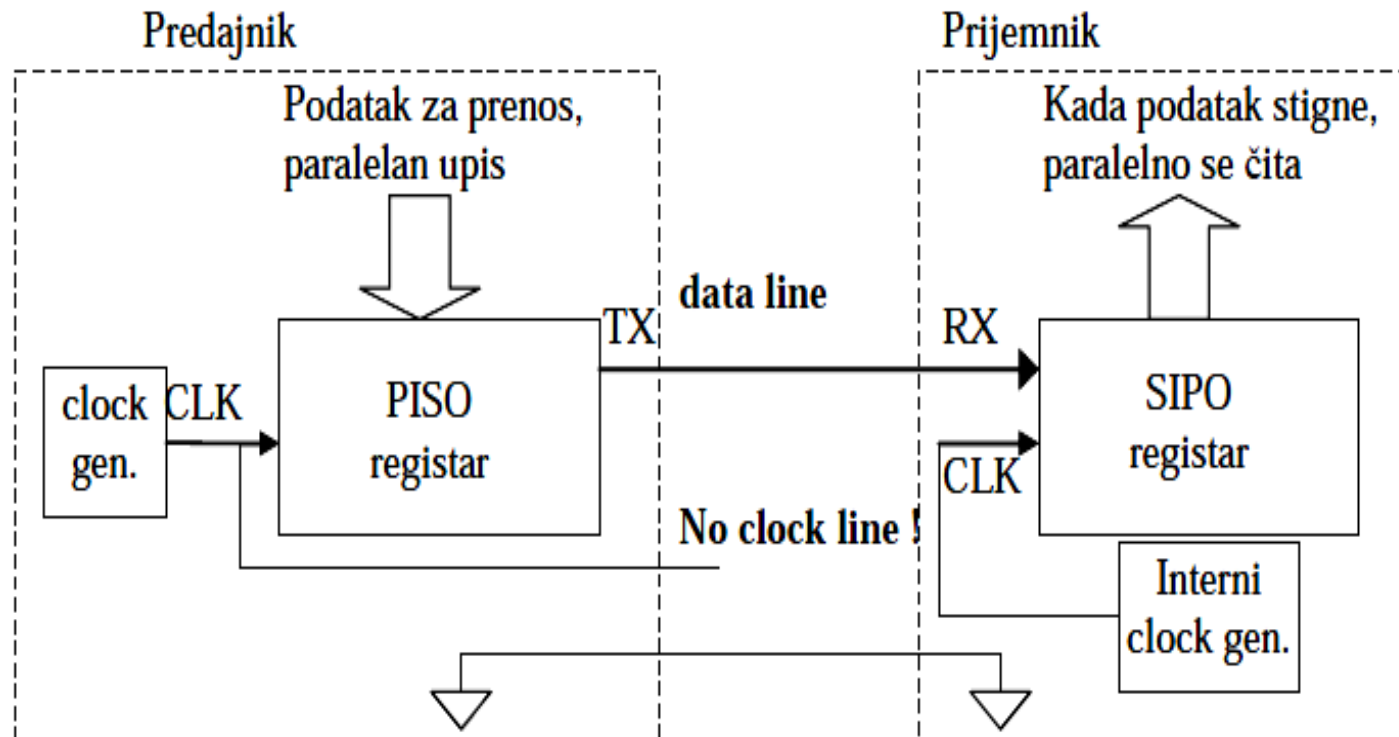 Predajnik
Prijemnik
Podatak za prenos,
paralelan upis
Kada podatak stigne,
paralelno se čita
data line
TX
RX
clock
gen.
CLK
PISO
registar
SIPO
registar
CLK
No clock line !
Interni
clock gen.